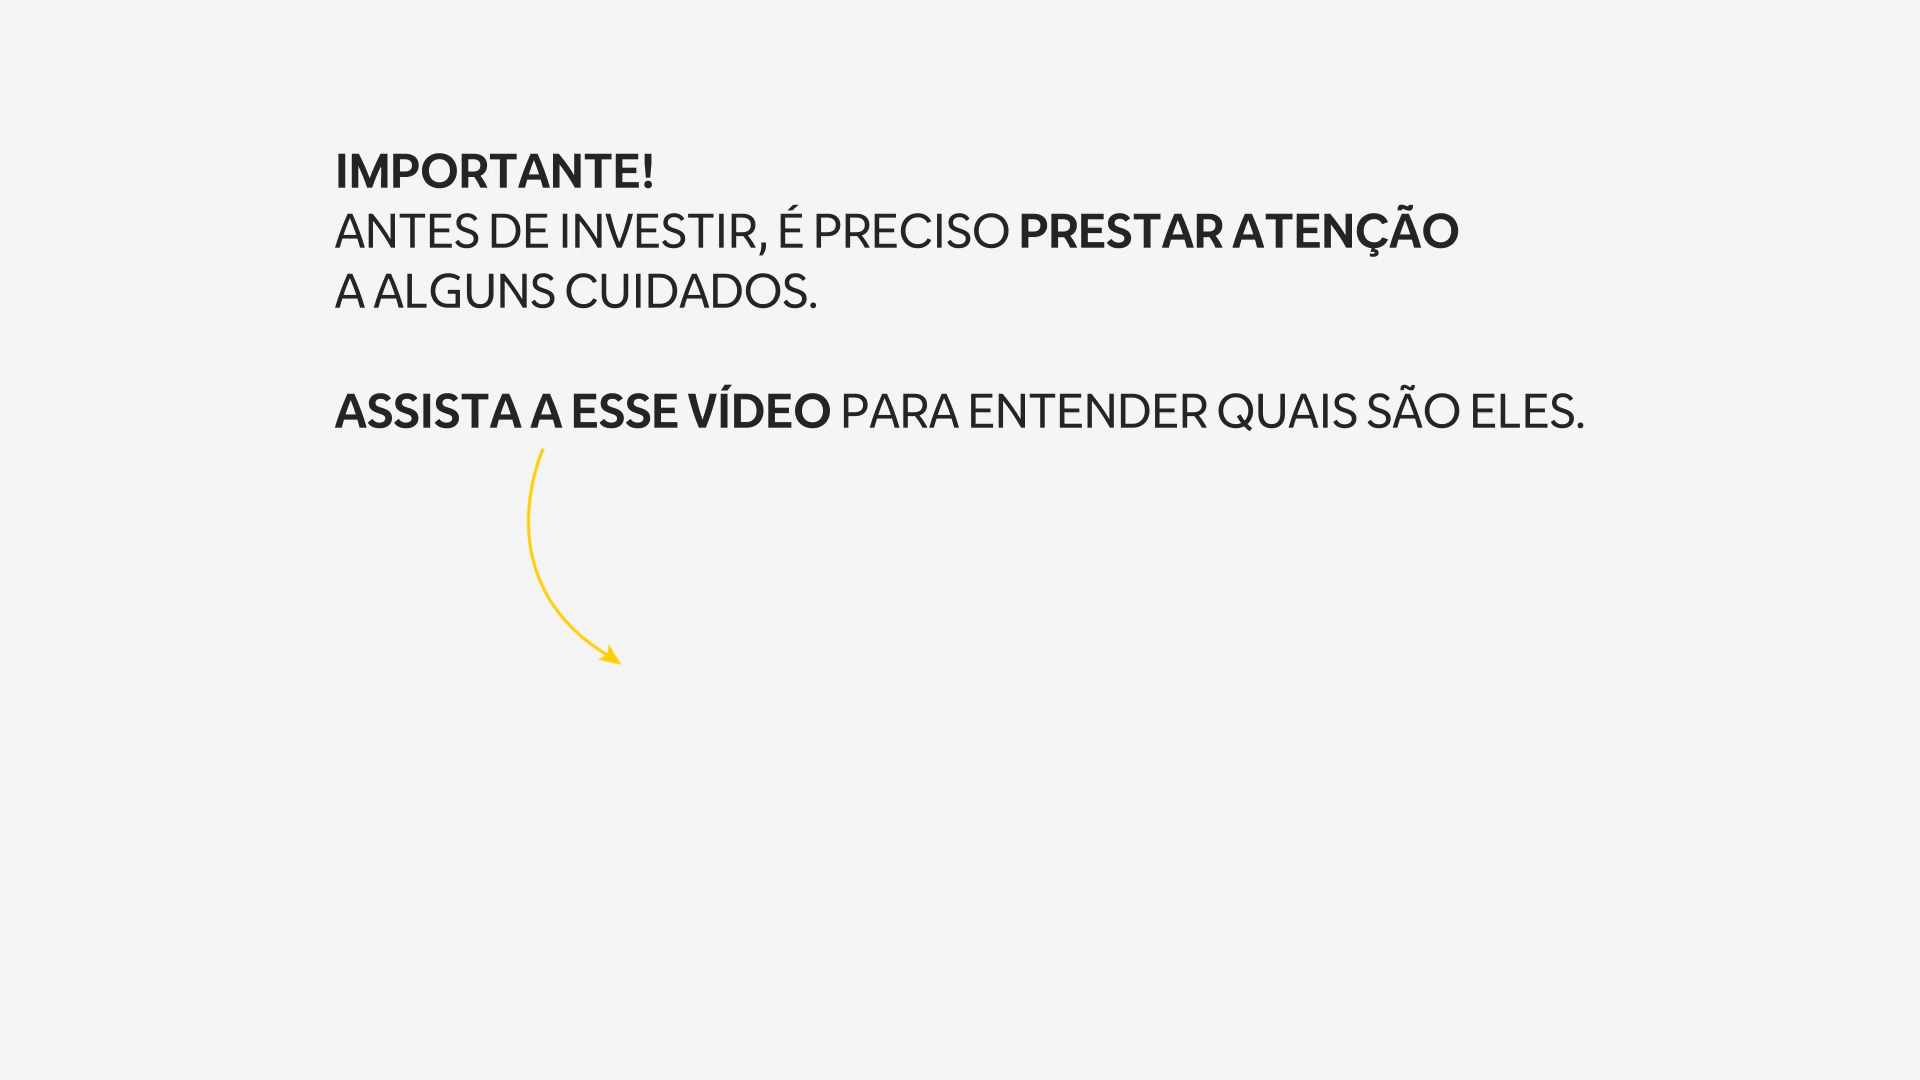 IMPORTANTE!
ANTES DE INVESTIR, É PRECISO PRESTAR ATENÇÃO
A ALGUNS CUIDADOS.
ASSISTA A ESSE VÍDEO PARA ENTENDER QUAIS SÃO ELES.